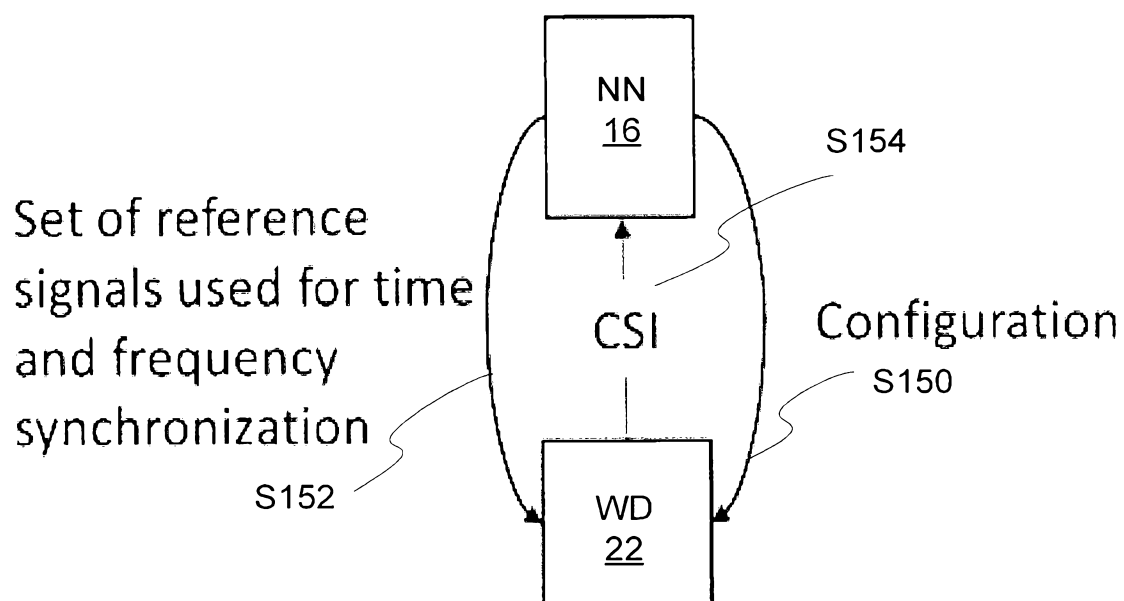 NN
16
S154
Set of reference
signals used for time
and frequency
synchronization
CSI
Configuration
S150
S152
WD
22